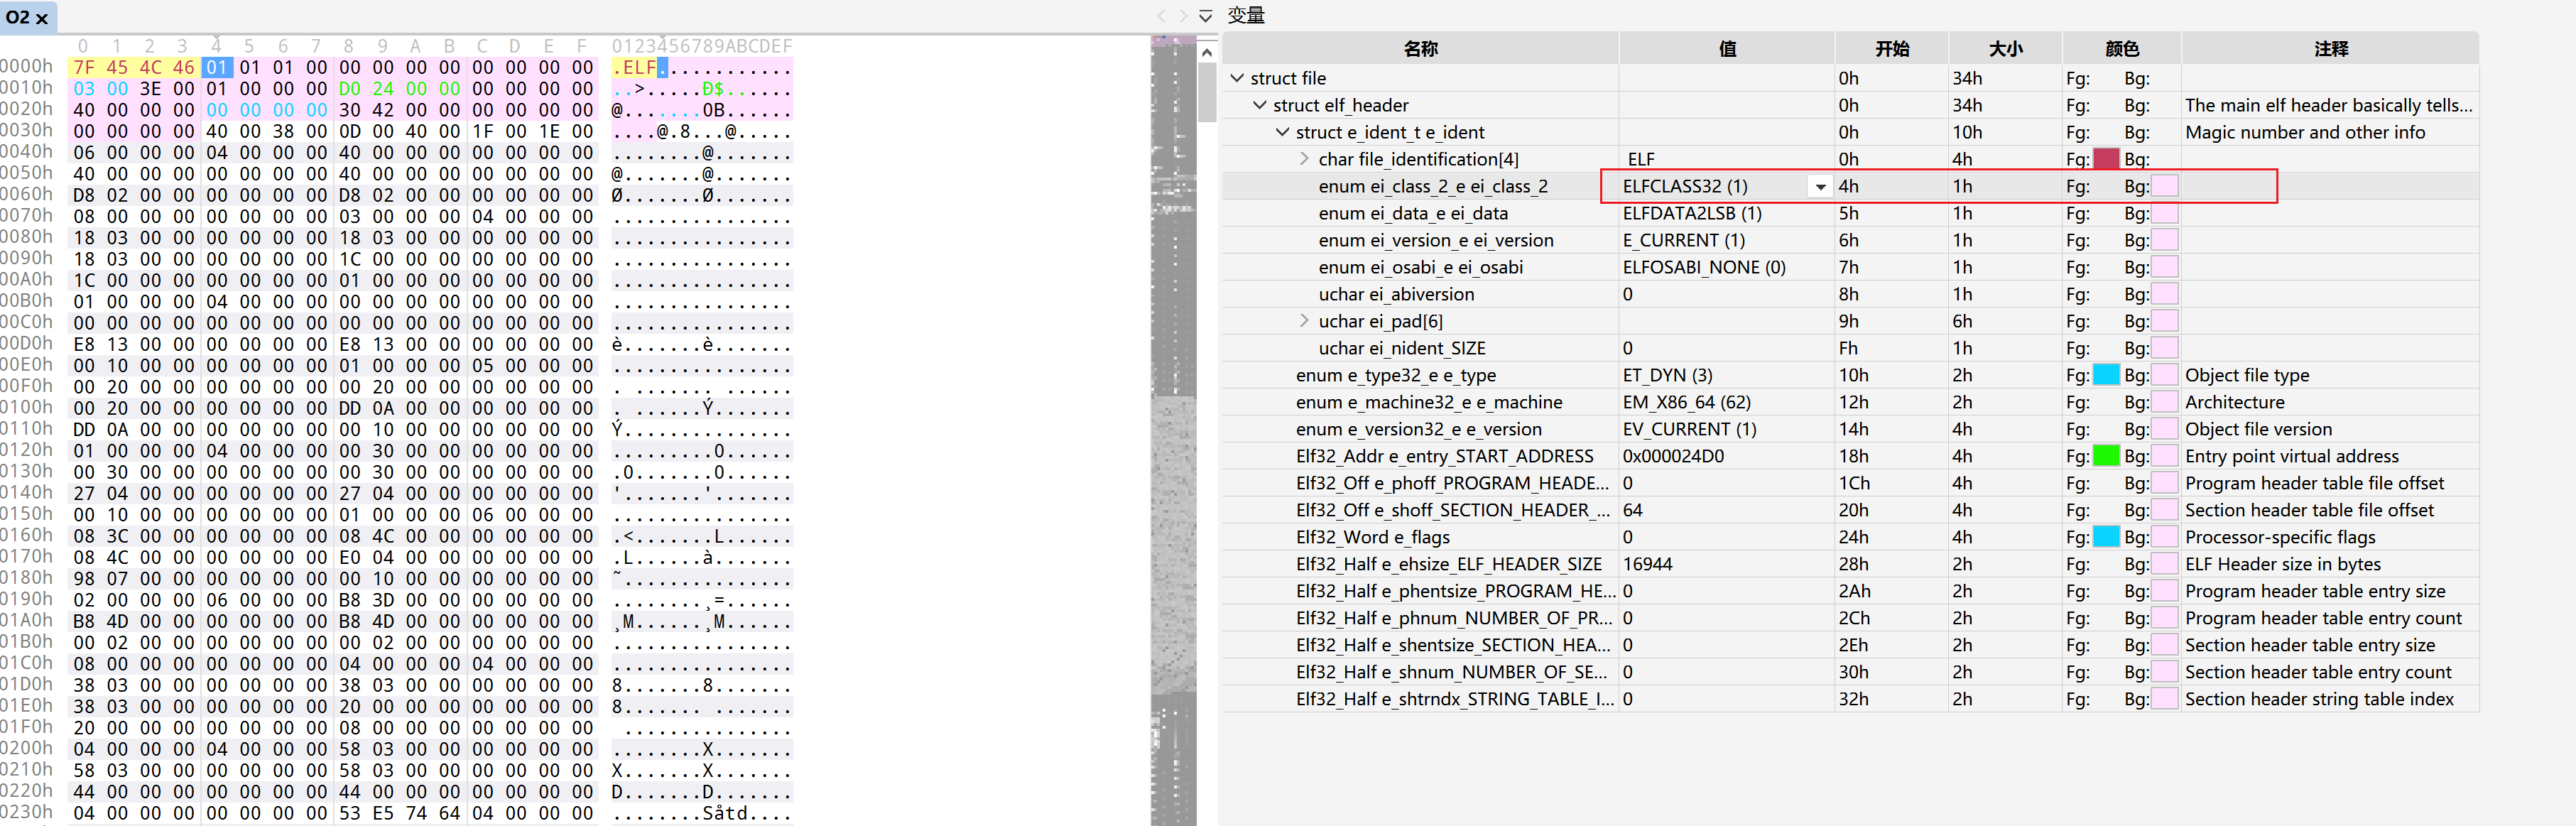 O2 ×
0 1 2 3 4 5 6 7 8 9 A B C D E F 0123456789ABCDEF
0000h 7F 45 4C 46 01 01 01 00 00 00 00 00 00 00 00 00 .ELF............
0010h 03 00 3E 00 01 00 00 00 D0 24 00 00 00 00 00 00 ..>.....Ð$......
0020h 40 00 00 00 00 00 00 00 30 42 00 00 00 00 00 00 @.......0B......
0030h 00 00 00 00 40 00 38 00 0D 00 40 00 1F 00 1E 00 ....@.8...@.....
0040h 06 00 00 00 04 00 00 00 40 00 00 00 00 00 00 00 ........@.......
0050h 40 00 00 00 00 00 00 00 40 00 00 00 00 00 00 00 @.......@.......
0060h D8 02 00 00 00 00 00 00 D8 02 00 00 00 00 00 00 Ø.......Ø.......
0070h 08 00 00 00 00 00 00 00 03 00 00 00 04 00 00 00 ................
0080h 18 03 00 00 00 00 00 00 18 03 00 00 00 00 00 00 ................
0090h 18 03 00 00 00 00 00 00 1C 00 00 00 00 00 00 00 ................
00A0h 1C 00 00 00 00 00 00 00 01 00 00 00 00 00 00 00 ................
00B0h 01 00 00 00 04 00 00 00 00 00 00 00 00 00 00 00 ................
00C0h 00 00 00 00 00 00 00 00 00 00 00 00 00 00 00 00 ................
00D0h E8 13 00 00 00 00 00 00 E8 13 00 00 00 00 00 00 è.......è.......
00E0h 00 10 00 00 00 00 00 00 01 00 00 00 05 00 00 00 ................
00F0h 00 20 00 00 00 00 00 00 00 20 00 00 00 00 00 00 . ....... ......
0100h 00 20 00 00 00 00 00 00 DD 0A 00 00 00 00 00 00 . ......Ý.......
0110h DD 0A 00 00 00 00 00 00 00 10 00 00 00 00 00 00 Ý...............
0120h 01 00 00 00 04 00 00 00 00 30 00 00 00 00 00 00 .........0......
0130h 00 30 00 00 00 00 00 00 00 30 00 00 00 00 00 00 .0.......0......
0140h 27 04 00 00 00 00 00 00 27 04 00 00 00 00 00 00 '.......'.......
0150h 00 10 00 00 00 00 00 00 01 00 00 00 06 00 00 00 ................
0160h 08 3C 00 00 00 00 00 00 08 4C 00 00 00 00 00 00 .<.......L......
0170h 08 4C 00 00 00 00 00 00 E0 04 00 00 00 00 00 00 .L......à.......
0180h 98 07 00 00 00 00 00 00 00 10 00 00 00 00 00 00 ˜...............
0190h 02 00 00 00 06 00 00 00 B8 3D 00 00 00 00 00 00 ........¸=......
01A0h B8 4D 00 00 00 00 00 00 B8 4D 00 00 00 00 00 00 ¸M......¸M......
01B0h 00 02 00 00 00 00 00 00 00 02 00 00 00 00 00 00 ................
01C0h 08 00 00 00 00 00 00 00 04 00 00 00 04 00 00 00 ................
01D0h 38 03 00 00 00 00 00 00 38 03 00 00 00 00 00 00 8.......8.......
01E0h 38 03 00 00 00 00 00 00 20 00 00 00 00 00 00 00 8....... .......
01F0h 20 00 00 00 00 00 00 00 08 00 00 00 00 00 00 00  ...............
0200h 04 00 00 00 04 00 00 00 58 03 00 00 00 00 00 00 ........X.......
0210h 58 03 00 00 00 00 00 00 58 03 00 00 00 00 00 00 X.......X.......
0220h 44 00 00 00 00 00 00 00 44 00 00 00 00 00 00 00 D.......D.......
0230h 04 00 00 00 00 00 00 00 53 E5 74 64 04 00 00 00 ........Såtd....
变量
名称 值 开始 大小 颜色 注释
struct file 0h 34h Fg: Bg:
struct elf_header 0h 34h Fg: Bg: The main elf header basically tells...
struct e_ident_t e_ident 0h 10h Fg: Bg: Magic number and other info
char file_identification[4] ELF 0h 4h Fg: Bg:
enum ei_class_2_e ei_class_2 ELFCLASS32 (1) 4h 1h Fg: Bg:
enum ei_data_e ei_data ELFDATA2LSB (1) 5h 1h Fg: Bg:
enum ei_version_e ei_version E_CURRENT (1) 6h 1h Fg: Bg:
enum ei_osabi_e ei_osabi ELFOSABI_NONE (0) 7h 1h Fg: Bg:
uchar ei_abiversion 0 8h 1h Fg: Bg:
uchar ei_pad[6] 9h 6h Fg: Bg:
uchar ei_nident_SIZE 0 Fh 1h Fg: Bg:
enum e_type32_e e_type ET_DYN (3) 10h 2h Fg: Bg: Object file type
enum e_machine32_e e_machine EM_X86_64 (62) 12h 2h Fg: Bg: Architecture
enum e_version32_e e_version EV_CURRENT (1) 14h 4h Fg: Bg: Object file version
Elf32_Addr e_entry_START_ADDRESS 0x000024D0 18h 4h Fg: Bg: Entry point virtual address
Elf32_Off e_phoff_PROGRAM_HEADE... 0 1Ch 4h Fg: Bg: Program header table file offset
Elf32_Off e_shoff_SECTION_HEADER_... 64 20h 4h Fg: Bg: Section header table file offset
Elf32_Word e_flags 0 24h 4h Fg: Bg: Processor-specific flags
Elf32_Half e_ehsize_ELF_HEADER_SIZE 16944 28h 2h Fg: Bg: ELF Header size in bytes
Elf32_Half e_phentsize_PROGRAM_HE... 0 2Ah 2h Fg: Bg: Program header table entry size
Elf32_Half e_phnum_NUMBER_OF_PR... 0 2Ch 2h Fg: Bg: Program header table entry count
Elf32_Half e_shentsize_SECTION_HEA... 0 2Eh 2h Fg: Bg: Section header table entry size
Elf32_Half e_shnum_NUMBER_OF_SE... 0 30h 2h Fg: Bg: Section header table entry count
Elf32_Half e_shtrndx_STRING_TABLE_I... 0 32h 2h Fg: Bg: Section header string table index